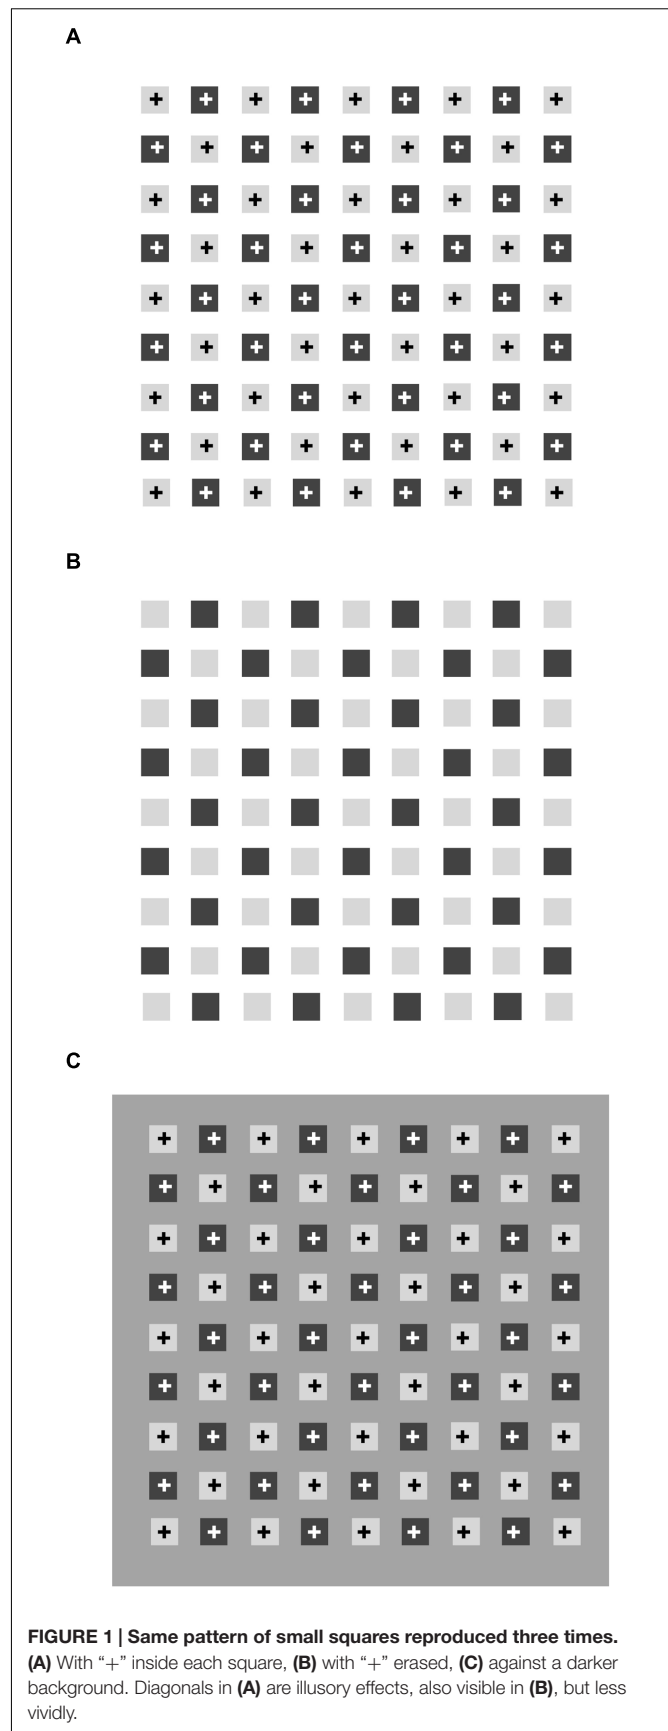 A
B
C
FIGURE 1 | Same pattern of small squares reproduced three times.
(A) With “+” inside each square, (B) with “+” erased, (C) against a darker
background. Diagonals in (A) are illusory effects, also visible in (B), but less
vividly.